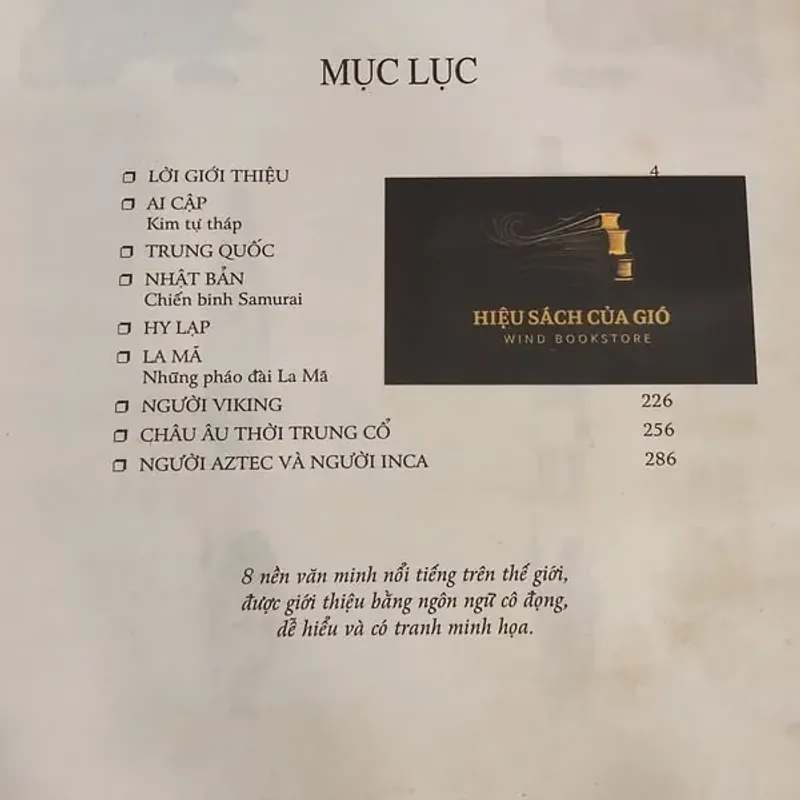 MỤC LỤC
LỜI GIỚI THIỆU 4
AI CẬP
Kim tự tháp
TRUNG QUỐC
NHẬT BẢN
Chiến binh Samurai
HY LẠP
LA MÃ
Những pháo đài La Mã
HIỆU SÁCH CỦA GIÓ
WIND BOOKSTORE
NGƯỜI VIKING 226
CHÂU ÂU THỜI TRUNG CỔ 256
NGƯỜI AZTEC VÀ NGƯỜI INCA 286
8 nền văn minh nổi tiếng trên thế giới,
được giới thiệu bằng ngôn ngữ cô đọng,
dễ hiểu và có tranh minh họa.